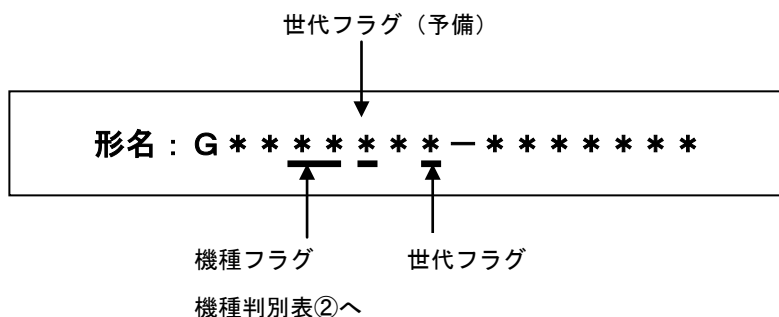 世代フラグ（予備）
形名：G＊＊＊＊＊＊＊－＊＊＊＊＊＊＊
機種フラグ 世代フラグ
機種判別表②へ